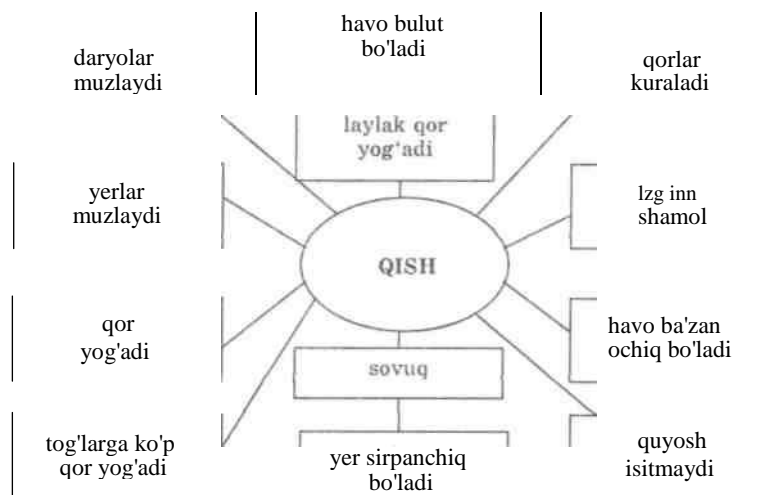 havo bulut
bo'ladi
daryolar
muzlaydi
qorlar
kuraladi
laylak qor
yog‘adi
yerlar
muzlaydi
lzg inn
shamol
QISH
qor
yog'adi
havo ba'zan
ochiq bo'ladi
sovuq
tog'larga ko'p
qor yog'adi
yer sirpanchiq
bo'ladi
quyosh
isitmaydi